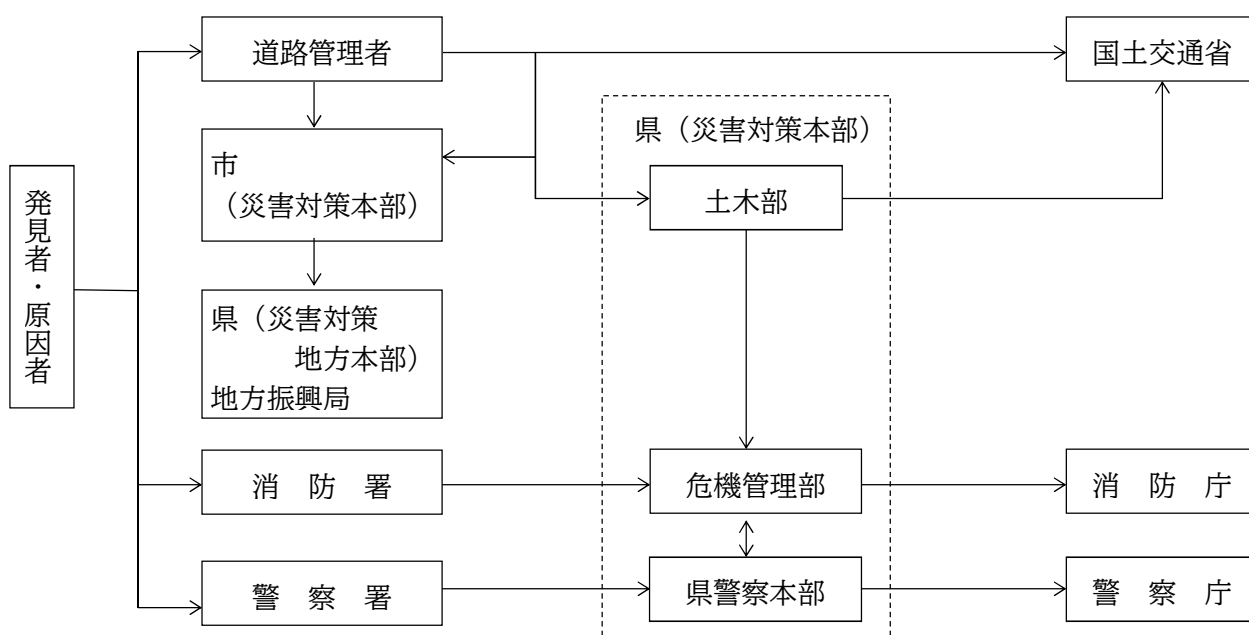 道路管理者
国土交通省
県（災害対策本部）
市
（災害対策本部）
土木部
発見者・原因者
県（災害対策
地方本部）
地方振興局
消　防　署
危機管理部
消　防　庁
警　察　署
県警察本部
警　察　庁